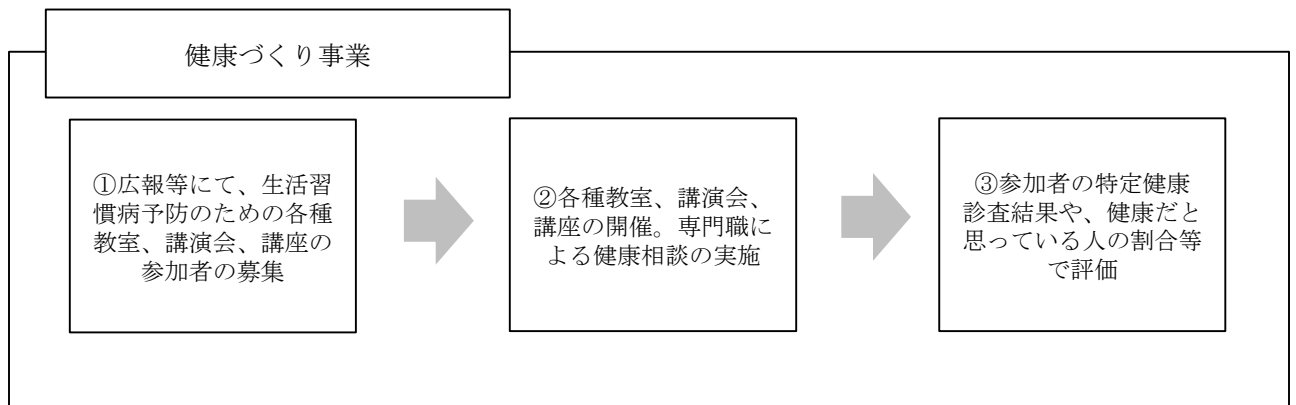 健康づくり事業
①広報等にて、生活習
慣病予防のための各種
教室、講演会、講座の
参加者の募集
②各種教室、講演会、
講座の開催。専門職に
よる健康相談の実施
③参加者の特定健康
診査結果や、健康だと
思っている人の割合等
で評価